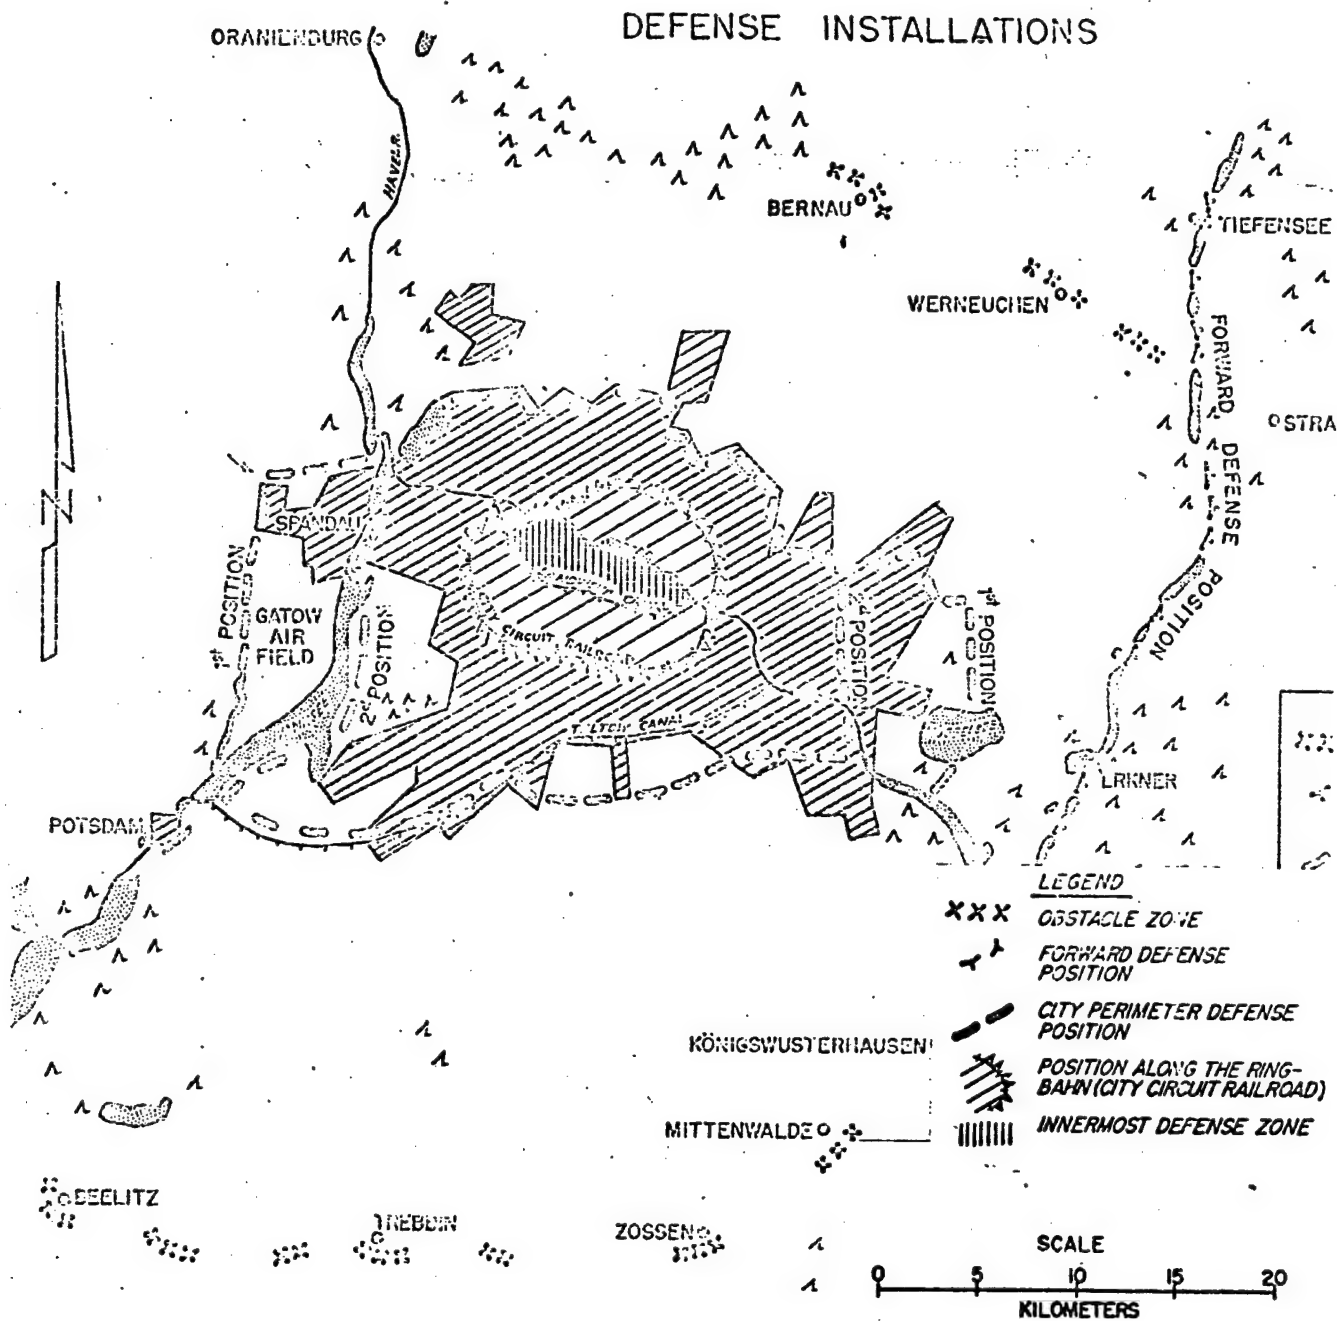 DEFENSE INSTALLATIONS
ORANIENBURG
HAVEL R.
BERNAU
TIEFENSEE
WERNEUCHEN
FORWARD DEFENSE POSITION
STRA
SPANDAU
1st POSITION
GATOW
AIR
FIELD
2d POSITION
CIRCUIT RAILROAD
POSITION
1st POSITION
TELTOW CANAL
ERKNER
POTSDAM
LEGEND
OBSTACLE ZONE
FORWARD DEFENSE
POSITION
CITY PERIMETER DEFENSE
POSITION
POSITION ALONG THE RING-
BAHN (CITY CIRCUIT RAILROAD)
INNERMOST DEFENSE ZONE
KÖNIGSWUSTERHAUSEN
MITTENWALDE
BEELITZ
TREBBIN
ZOSSEN
SCALE
0 5 10 15 20
KILOMETERS
N